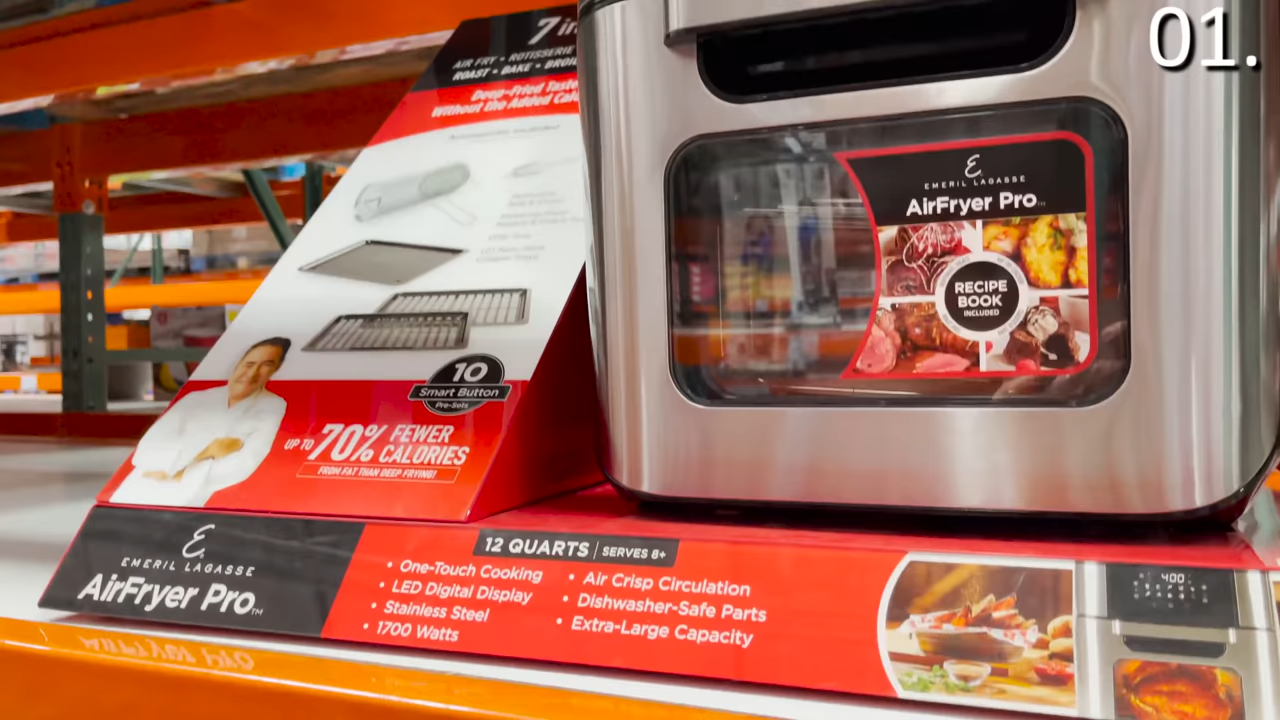 01.
7 in
AIR FRY • ROTISSERIE
ROAST • BAKE • BROIL
Deep-Fried Taste
Without the Added
10
Smart Button
Pre-Sets
UP TO 70% FEWER
CALORIES
FROM FAT THAN DEEP FRYING!
E
EMERIL LAGASSE
AirFryer Pro™
RECIPE
BOOK
INCLUDED
E
EMERIL LAGASSE
AirFryer Pro™
12 QUARTS | SERVES 8+
• One-Touch Cooking
• LED Digital Display
• Stainless Steel
• 1700 Watts
• Air Crisp Circulation
• Dishwasher-Safe Parts
• Extra-Large Capacity
400